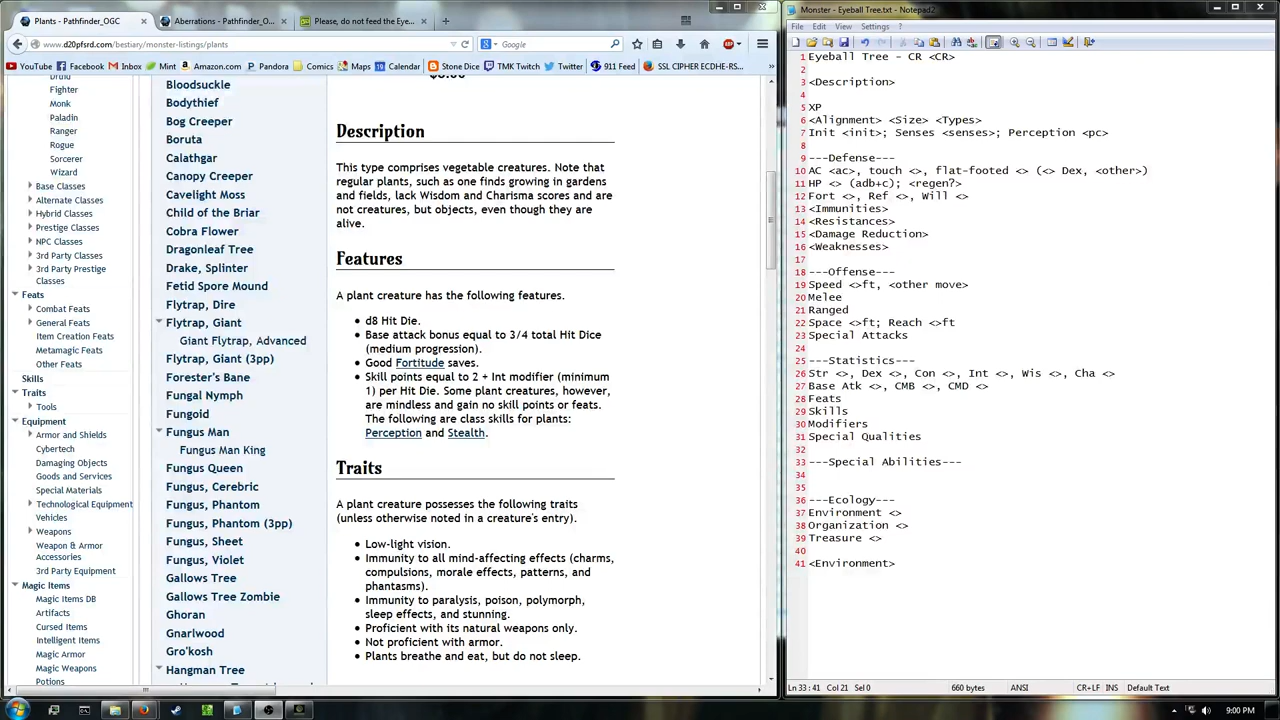 Plants - Pathfinder_OGC
Aberrations - Pathfinder_O...
Please, do not feed the Eye...
www.d20pfsrd.com/bestiary/monster-listings/plants
Google
YouTube
Facebook
Inbox
Mint
Amazon.com
Pandora
Comics
Maps
Calendar
Stone Dice
TMK Twitch
Twitter
911 Feed
SSL CIPHER ECDHE-RS...
Druid
Fighter
Monk
Paladin
Ranger
Rogue
Sorcerer
Wizard
Base Classes
Alternate Classes
Hybrid Classes
Prestige Classes
NPC Classes
3rd Party Classes
3rd Party Prestige
Classes
Feats
Combat Feats
General Feats
Item Creation Feats
Metamagic Feats
Other Feats
Skills
Traits
Tools
Equipment
Armor and Shields
Cybertech
Damaging Objects
Goods and Services
Special Materials
Technological Equipment
Vehicles
Weapons
Weapon & Armor
Accessories
3rd Party Equipment
Magic Items
Magic Items DB
Artifacts
Cursed Items
Intelligent Items
Magic Armor
Magic Weapons
Potions
Bloodsuckle
Bodythief
Bog Creeper
Boruta
Calathgar
Canopy Creeper
Cavelight Moss
Child of the Briar
Cobra Flower
Dragonleaf Tree
Drake, Splinter
Fetid Spore Mound
Flytrap, Dire
Flytrap, Giant
Giant Flytrap, Advanced
Flytrap, Giant (3pp)
Forester's Bane
Fungal Nymph
Fungoid
Fungus Man
Fungus Man King
Fungus Queen
Fungus, Cerebric
Fungus, Phantom
Fungus, Phantom (3pp)
Fungus, Sheet
Fungus, Violet
Gallows Tree
Gallows Tree Zombie
Ghoran
Gnarlwood
Gro'kosh
Hangman Tree
Description
This type comprises vegetable creatures. Note that
regular plants, such as one finds growing in gardens
and fields, lack Wisdom and Charisma scores and are
not creatures, but objects, even though they are
alive.
Features
A plant creature has the following features.
• d8 Hit Die.
• Base attack bonus equal to 3/4 total Hit Dice
(medium progression).
• Good Fortitude saves.
• Skill points equal to 2 + Int modifier (minimum
1) per Hit Die. Some plant creatures, however,
are mindless and gain no skill points or feats.
The following are class skills for plants:
Perception and Stealth.
Traits
A plant creature possesses the following traits
(unless otherwise noted in a creature's entry).
• Low-light vision.
• Immunity to all mind-affecting effects (charms,
compulsions, morale effects, patterns, and
phantasms).
• Immunity to paralysis, poison, polymorph,
sleep effects, and stunning.
• Proficient with its natural weapons only.
• Not proficient with armor.
• Plants breathe and eat, but do not sleep.
Monster - Eyeball Tree.txt - Notepad2
File Edit View Settings ?
1 Eyeball Tree - CR <CR>
2
3 <Description>
4
5 XP
6 <Alignment> <Size> <Types>
7 Init <init>; Senses <senses>; Perception <pc>
8
9 ---Defense---
10 AC <ac>, touch <>, flat-footed <> (<> Dex, <other>)
11 HP <> (adb+c); <regen?>
12 Fort <>, Ref <>, Will <>
13 <Immunities>
14 <Resistances>
15 <Damage Reduction>
16 <Weaknesses>
17
18 ---Offense---
19 Speed <>ft, <other move>
20 Melee
21 Ranged
22 Space <>ft; Reach <>ft
23 Special Attacks
24
25 ---Statistics---
26 Str <>, Dex <>, Con <>, Int <>, Wis <>, Cha <>
27 Base Atk <>, CMB <>, CMD <>
28 Feats
29 Skills
30 Modifiers
31 Special Qualities
32
33 ---Special Abilities---
34
35
36 ---Ecology---
37 Environment <>
38 Organization <>
39 Treasure <>
40
41 <Environment>
Ln 33 : 41 Col 21 Sel 0
660 bytes
ANSI
CR+LF INS Default Text
9:00 PM